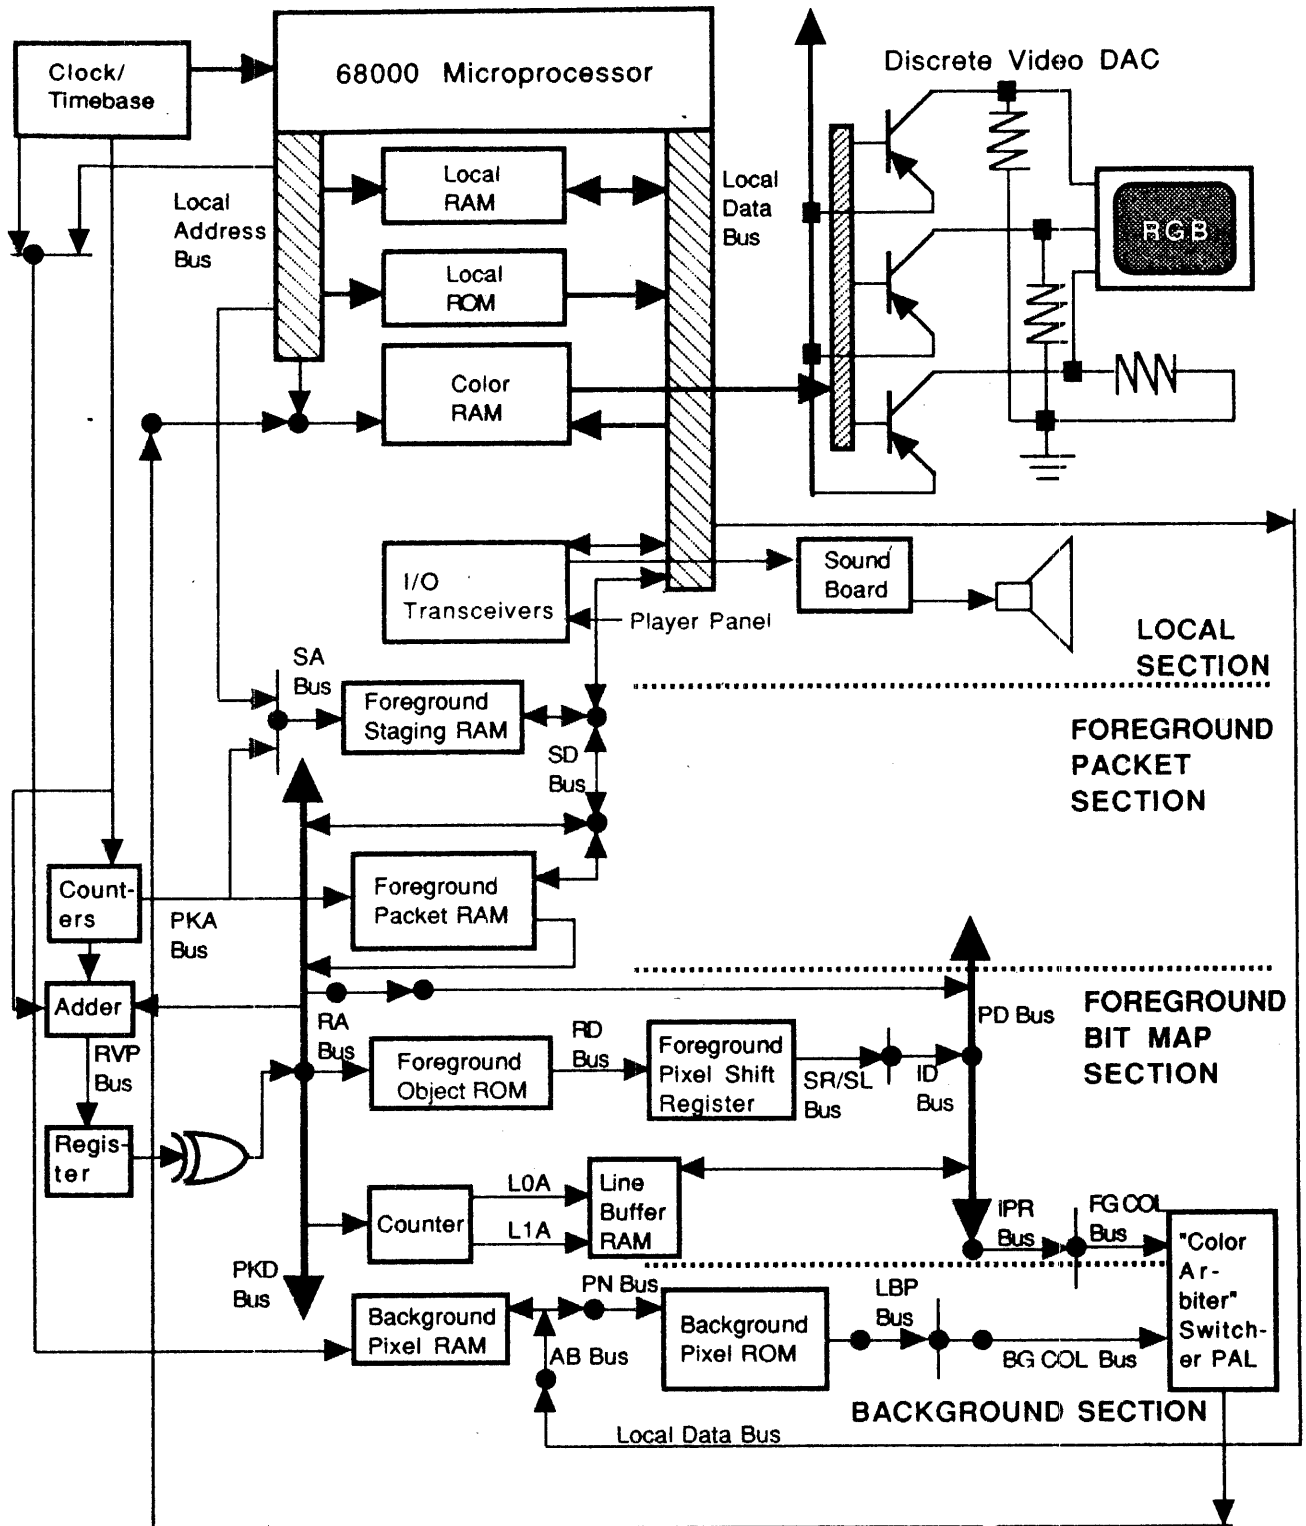 Discrete Video DAC
Clock/
Timebase
68000 Microprocessor
Local
Address
Bus
Local
RAM
Local
Data
Bus
RGB
Local
ROM
Color
RAM
I/O
Transceivers
Sound
Board
Player Panel
LOCAL
SECTION
SA
Bus
Foreground
Staging RAM
SD
Bus
FOREGROUND
PACKET
SECTION
Count-
ers
PKA
Bus
Foreground
Packet RAM
Adder
RVP
Bus
RA
Bus
Foreground
Object ROM
RD
Bus
Foreground
Pixel Shift
Register
SR/SL
Bus
ID
Bus
PD Bus
FOREGROUND
BIT MAP
SECTION
Regis-
ter
Counter
L0A
L1A
Line
Buffer
RAM
IPR
Bus
FG COL
Bus
"Color
Ar-
biter"
Switch-
er PAL
PKD
Bus
Background
Pixel RAM
PN Bus
AB Bus
Background
Pixel ROM
LBP
Bus
BG COL Bus
BACKGROUND SECTION
Local Data Bus